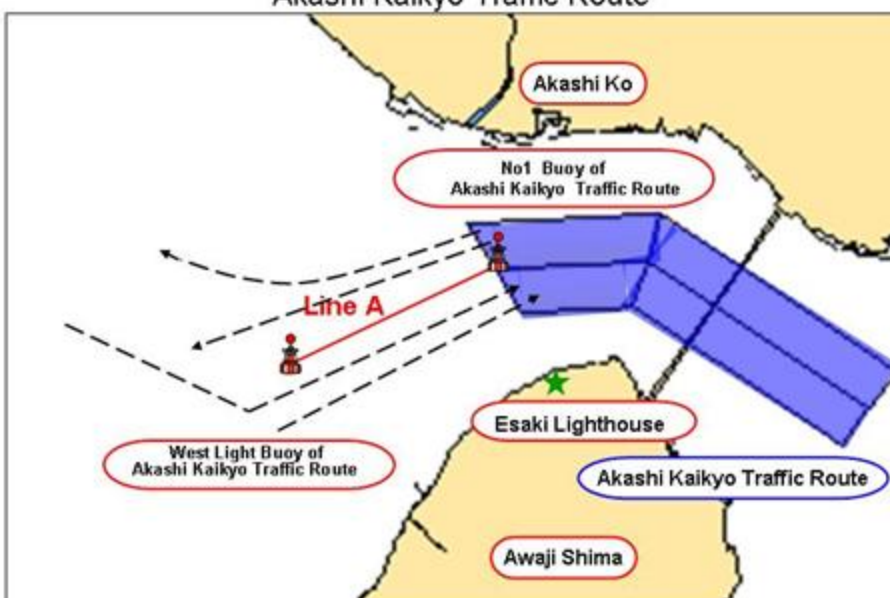 Akashi Kaikyo Traffic Route
Akashi Ko
No1 Buoy of
Akashi Kaikyo Traffic Route
Line A
Esaki Lighthouse
West Light Buoy of
Akashi Kaikyo Traffic Route
Akashi Kaikyo Traffic Route
Awaji Shima